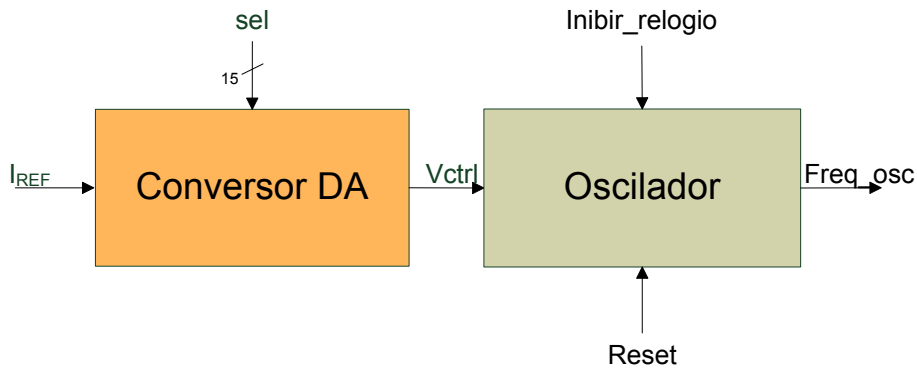 sel
Inibir_relogio
15
I_REF
Conversor DA
Vctrl
Oscilador
Freq_osc
Reset